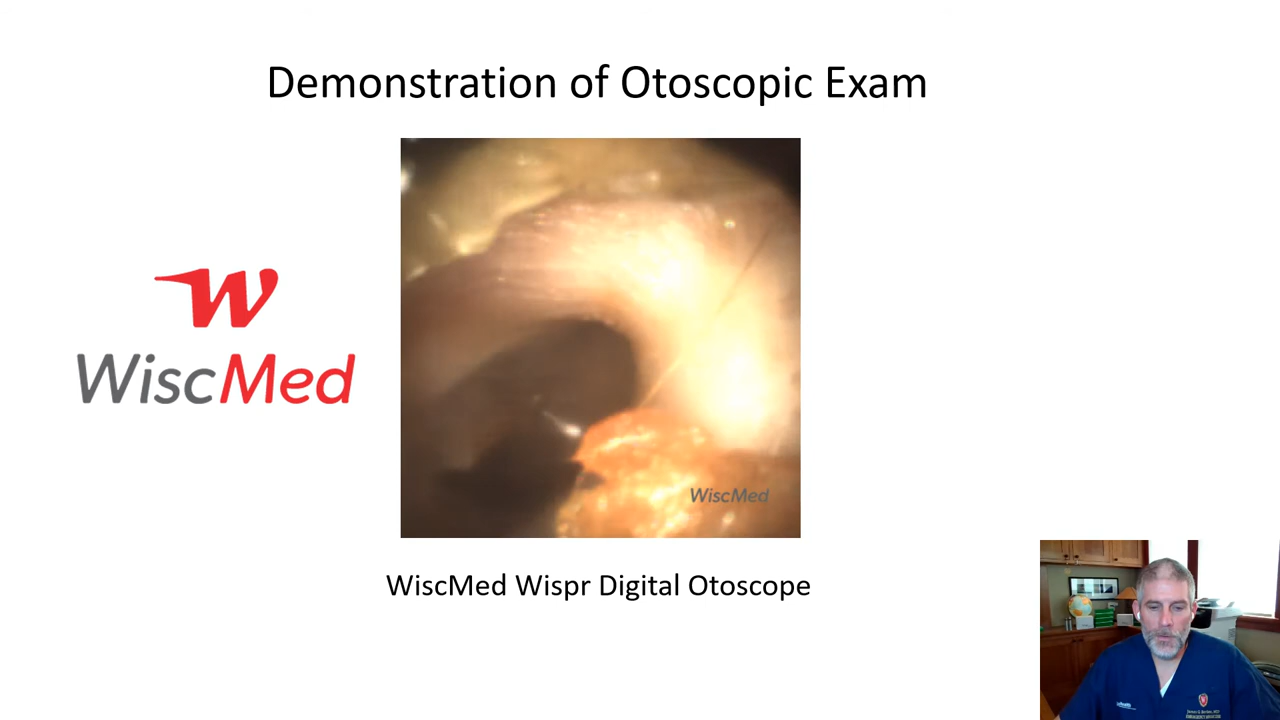 Demonstration of Otoscopic Exam
W
WiscMed
WiscMed
WiscMed Wispr Digital Otoscope